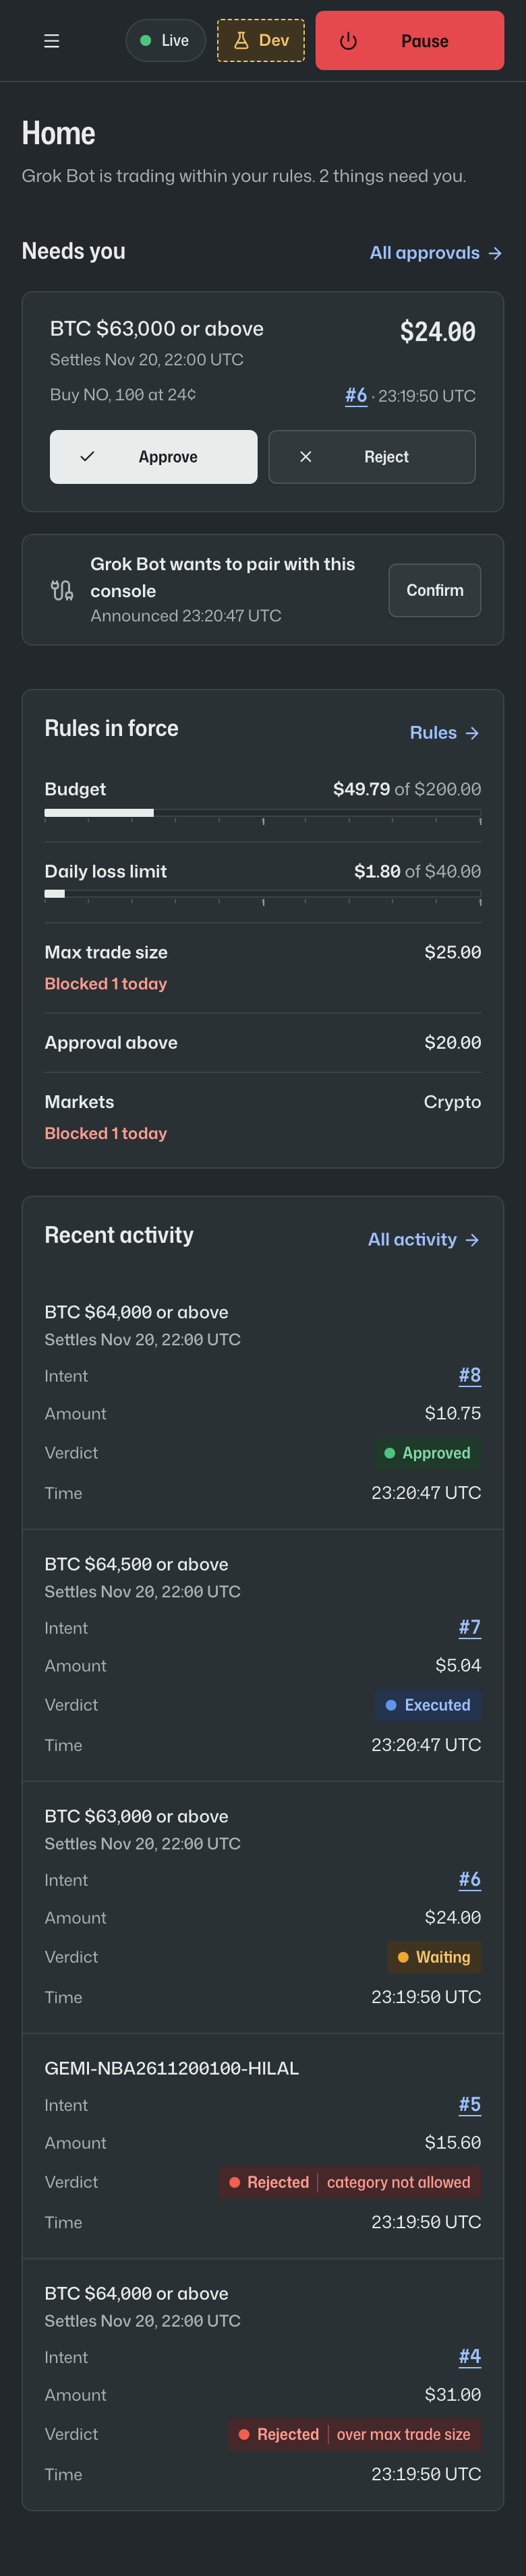 Live
Dev
Pause
Home
Grok Bot is trading within your rules. 2 things need you.
Needs you
All approvals →
BTC $63,000 or above
$24.00
Settles Nov 20, 22:00 UTC
Buy NO, 100 at 24¢
#6 · 23:19:50 UTC
Approve
Reject
Grok Bot wants to pair with this
console
Announced 23:20:47 UTC
Confirm
Rules in force
Rules →
Budget
$49.79 of $200.00
Daily loss limit
$1.80 of $40.00
Max trade size
$25.00
Blocked 1 today
Approval above
$20.00
Markets
Crypto
Blocked 1 today
Recent activity
All activity →
BTC $64,000 or above
Settles Nov 20, 22:00 UTC
Intent
#8
Amount
$10.75
Verdict
Approved
Time
23:20:47 UTC
BTC $64,500 or above
Settles Nov 20, 22:00 UTC
Intent
#7
Amount
$5.04
Verdict
Executed
Time
23:20:47 UTC
BTC $63,000 or above
Settles Nov 20, 22:00 UTC
Intent
#6
Amount
$24.00
Verdict
Waiting
Time
23:19:50 UTC
GEMI-NBA2611200100-HILAL
Intent
#5
Amount
$15.60
Verdict
Rejected | category not allowed
Time
23:19:50 UTC
BTC $64,000 or above
Settles Nov 20, 22:00 UTC
Intent
#4
Amount
$31.00
Verdict
Rejected | over max trade size
Time
23:19:50 UTC